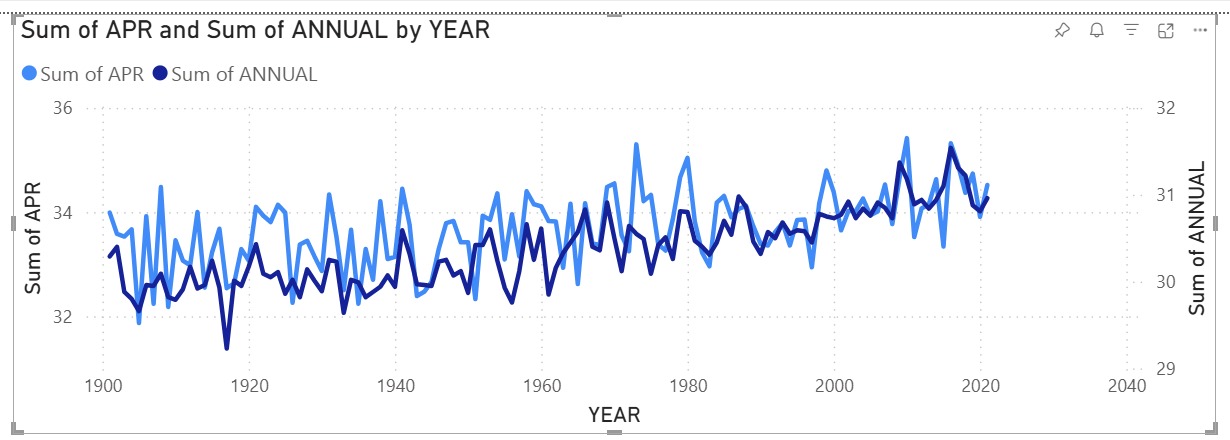 Sum of APR and Sum of ANNUAL by YEAR
Sum of APR Sum of ANNUAL
36
34
32
Sum of APR
32
31
30
29
Sum of ANNUAL
1900 1920 1940 1960 1980 2000 2020 2040
YEAR